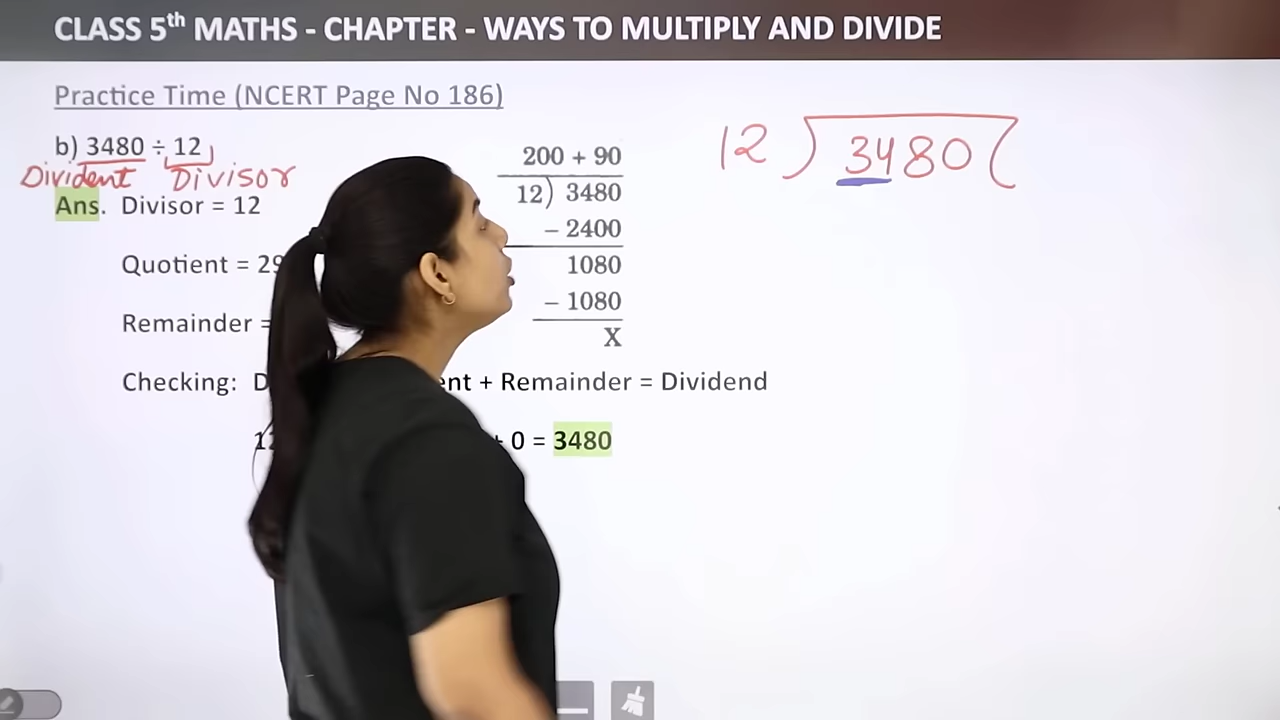 CLASS 5th MATHS - CHAPTER - WAYS TO MULTIPLY AND DIVIDE
Practice Time (NCERT Page No 186)
b) 3480 ÷ 12
Divident Divisor
Ans. Divisor = 12
Quotient = 29
Remainder =
Checking: D ent + Remainder = Dividend
12 + 0 = 3480
200 + 90
12) 3480
– 2400
1080
– 1080
X
12 ) 3480 (